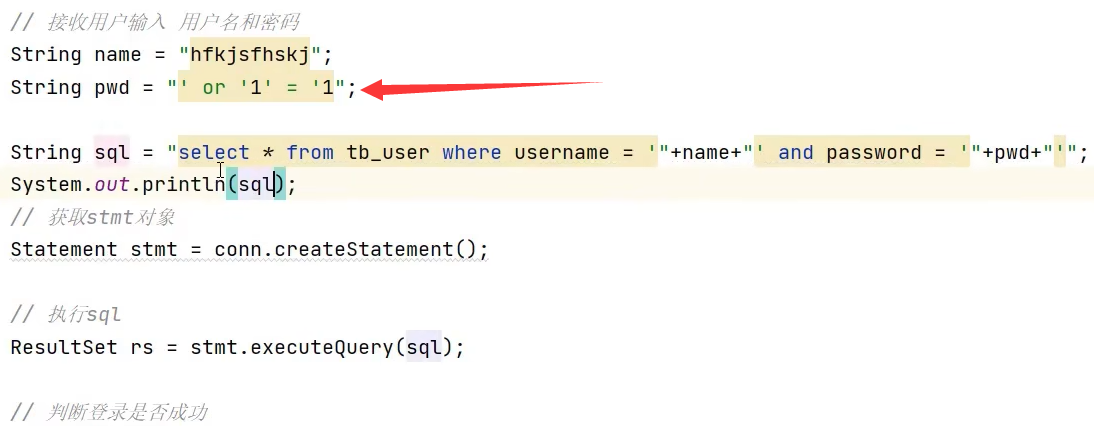 // 接收用户输入 用户名和密码
String name = "hfkjsfhskj";
String pwd = "' or '1' = '1";
String sql = "select * from tb_user where username = '"+name+"' and password = '"+pwd+"'";
System.out.println(sql);
// 获取stmt对象
Statement stmt = conn.createStatement();
// 执行sql
ResultSet rs = stmt.executeQuery(sql);
// 判断登录是否成功